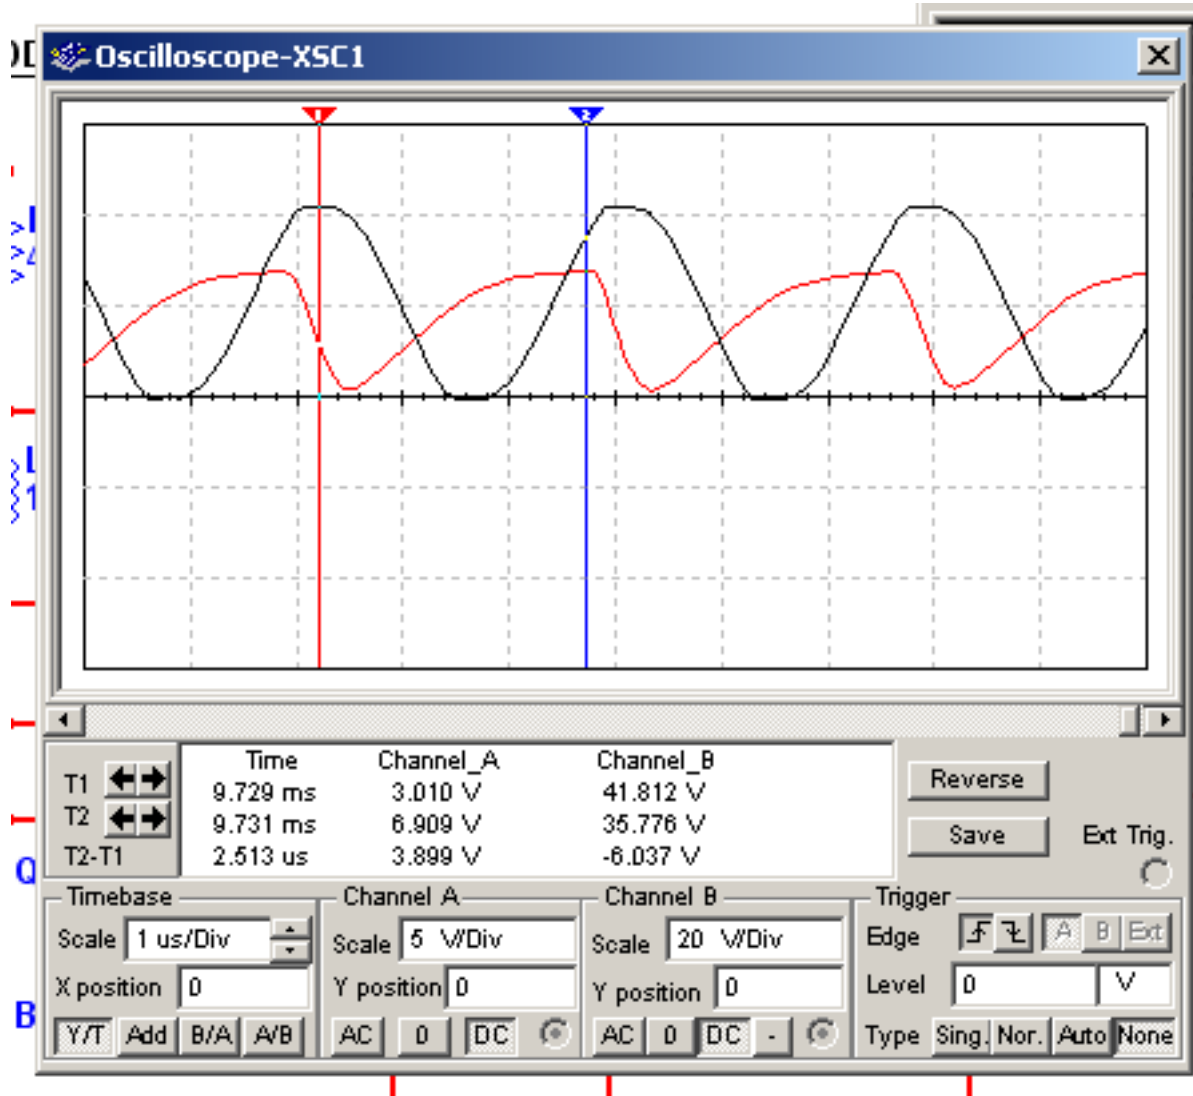 Oscilloscope-XSC1
1 2
Time Channel_A Channel_B
T1 9.729 ms 3.010 V 41.812 V
T2 9.731 ms 6.909 V 35.776 V
T2-T1 2.513 us 3.899 V -6.037 V
Reverse
Save
Ext Trig.
Timebase
Scale 1 us/Div
X position 0
Y/T Add B/A A/B
Channel A
Scale 5 V/Div
Y position 0
AC 0 DC
Channel B
Scale 20 V/Div
Y position 0
AC 0 DC -
Trigger
Edge A B Ext
Level 0 V
Type Sing. Nor. Auto None
Q
B